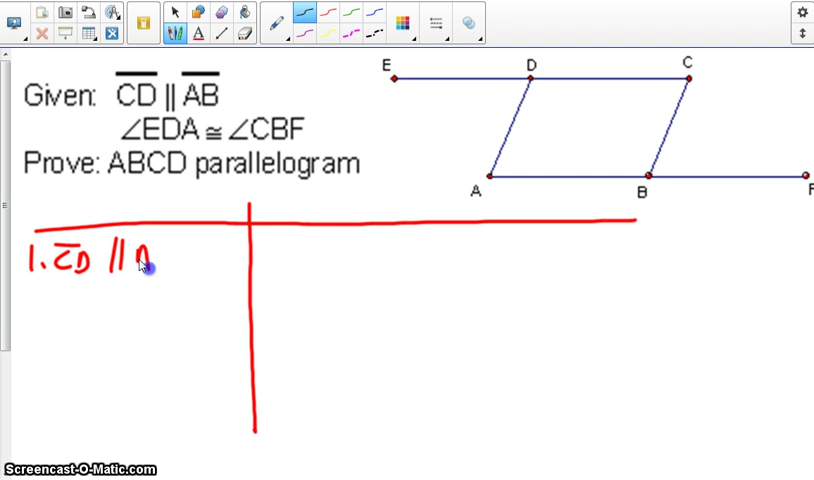 E D C
Given: CD || AB
∠EDA ≅ ∠CBF
Prove: ABCD parallelogram
A B F
1. CD || A
Screencast-O-Matic.com